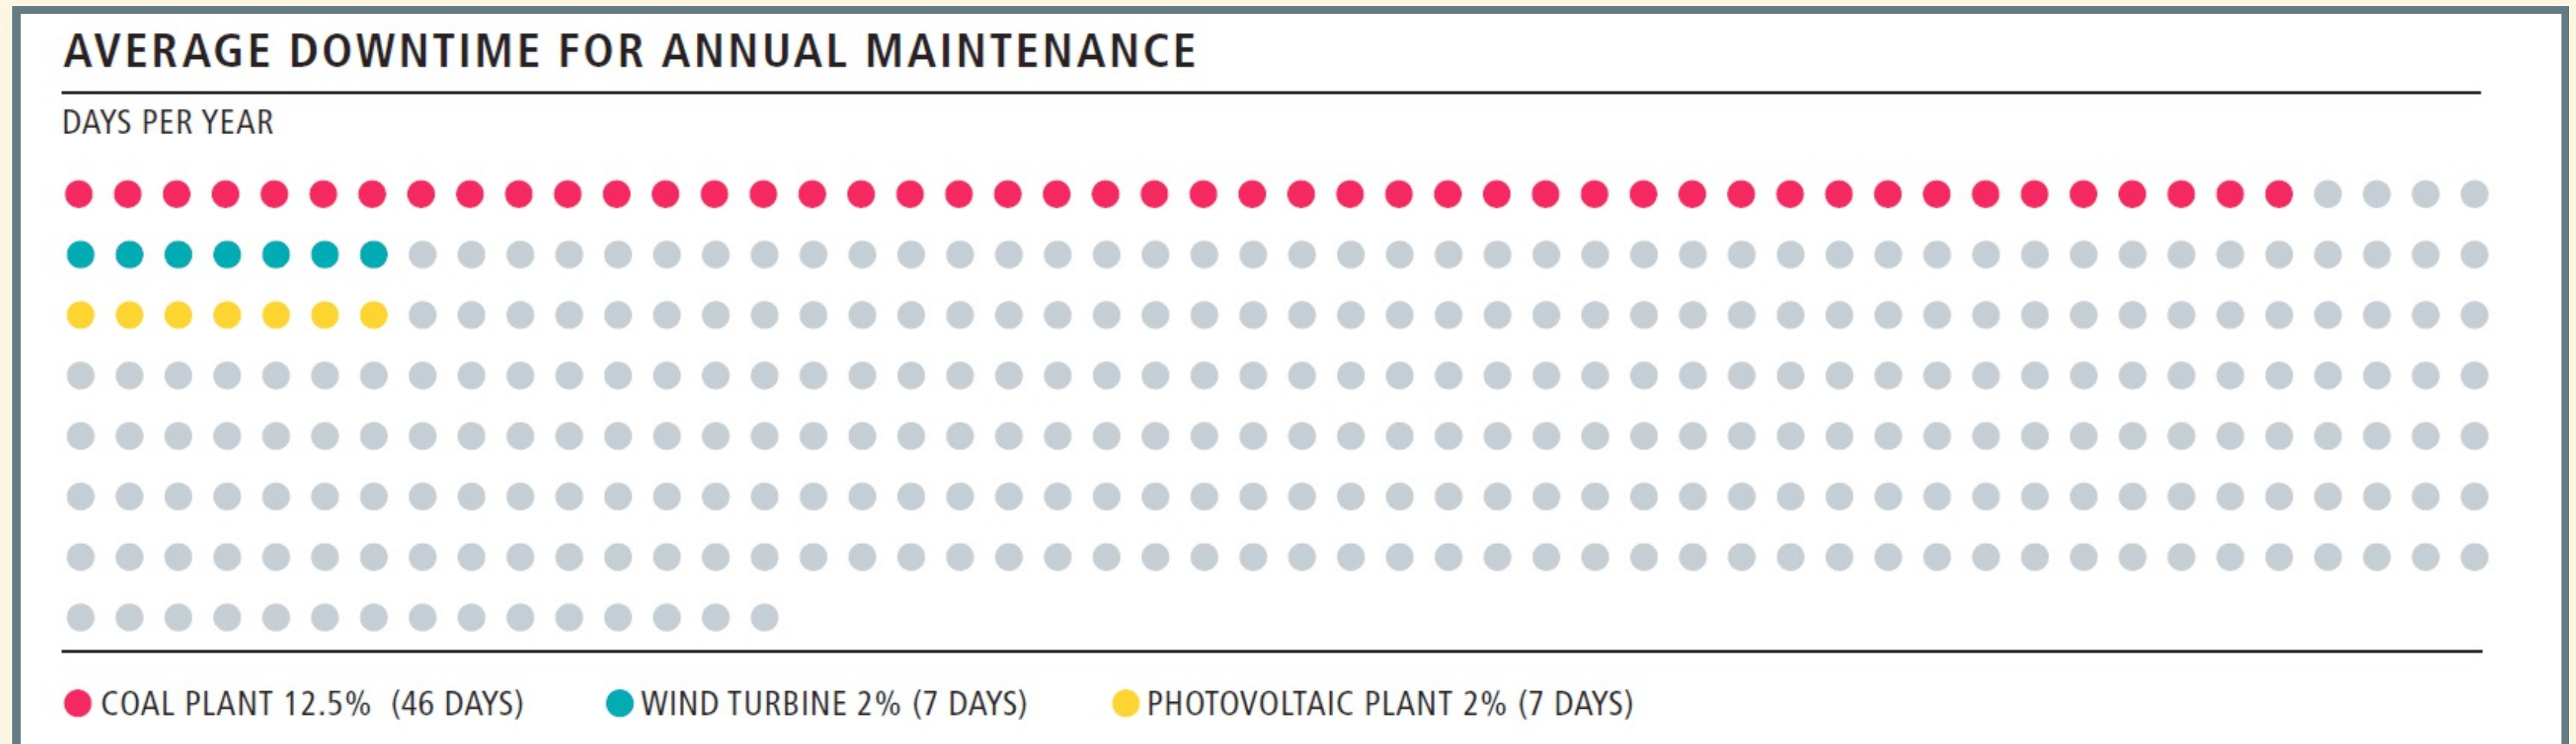 AVERAGE DOWNTIME FOR ANNUAL MAINTENANCE
DAYS PER YEAR
COAL PLANT 12.5% (46 DAYS) WIND TURBINE 2% (7 DAYS) PHOTOVOLTAIC PLANT 2% (7 DAYS)